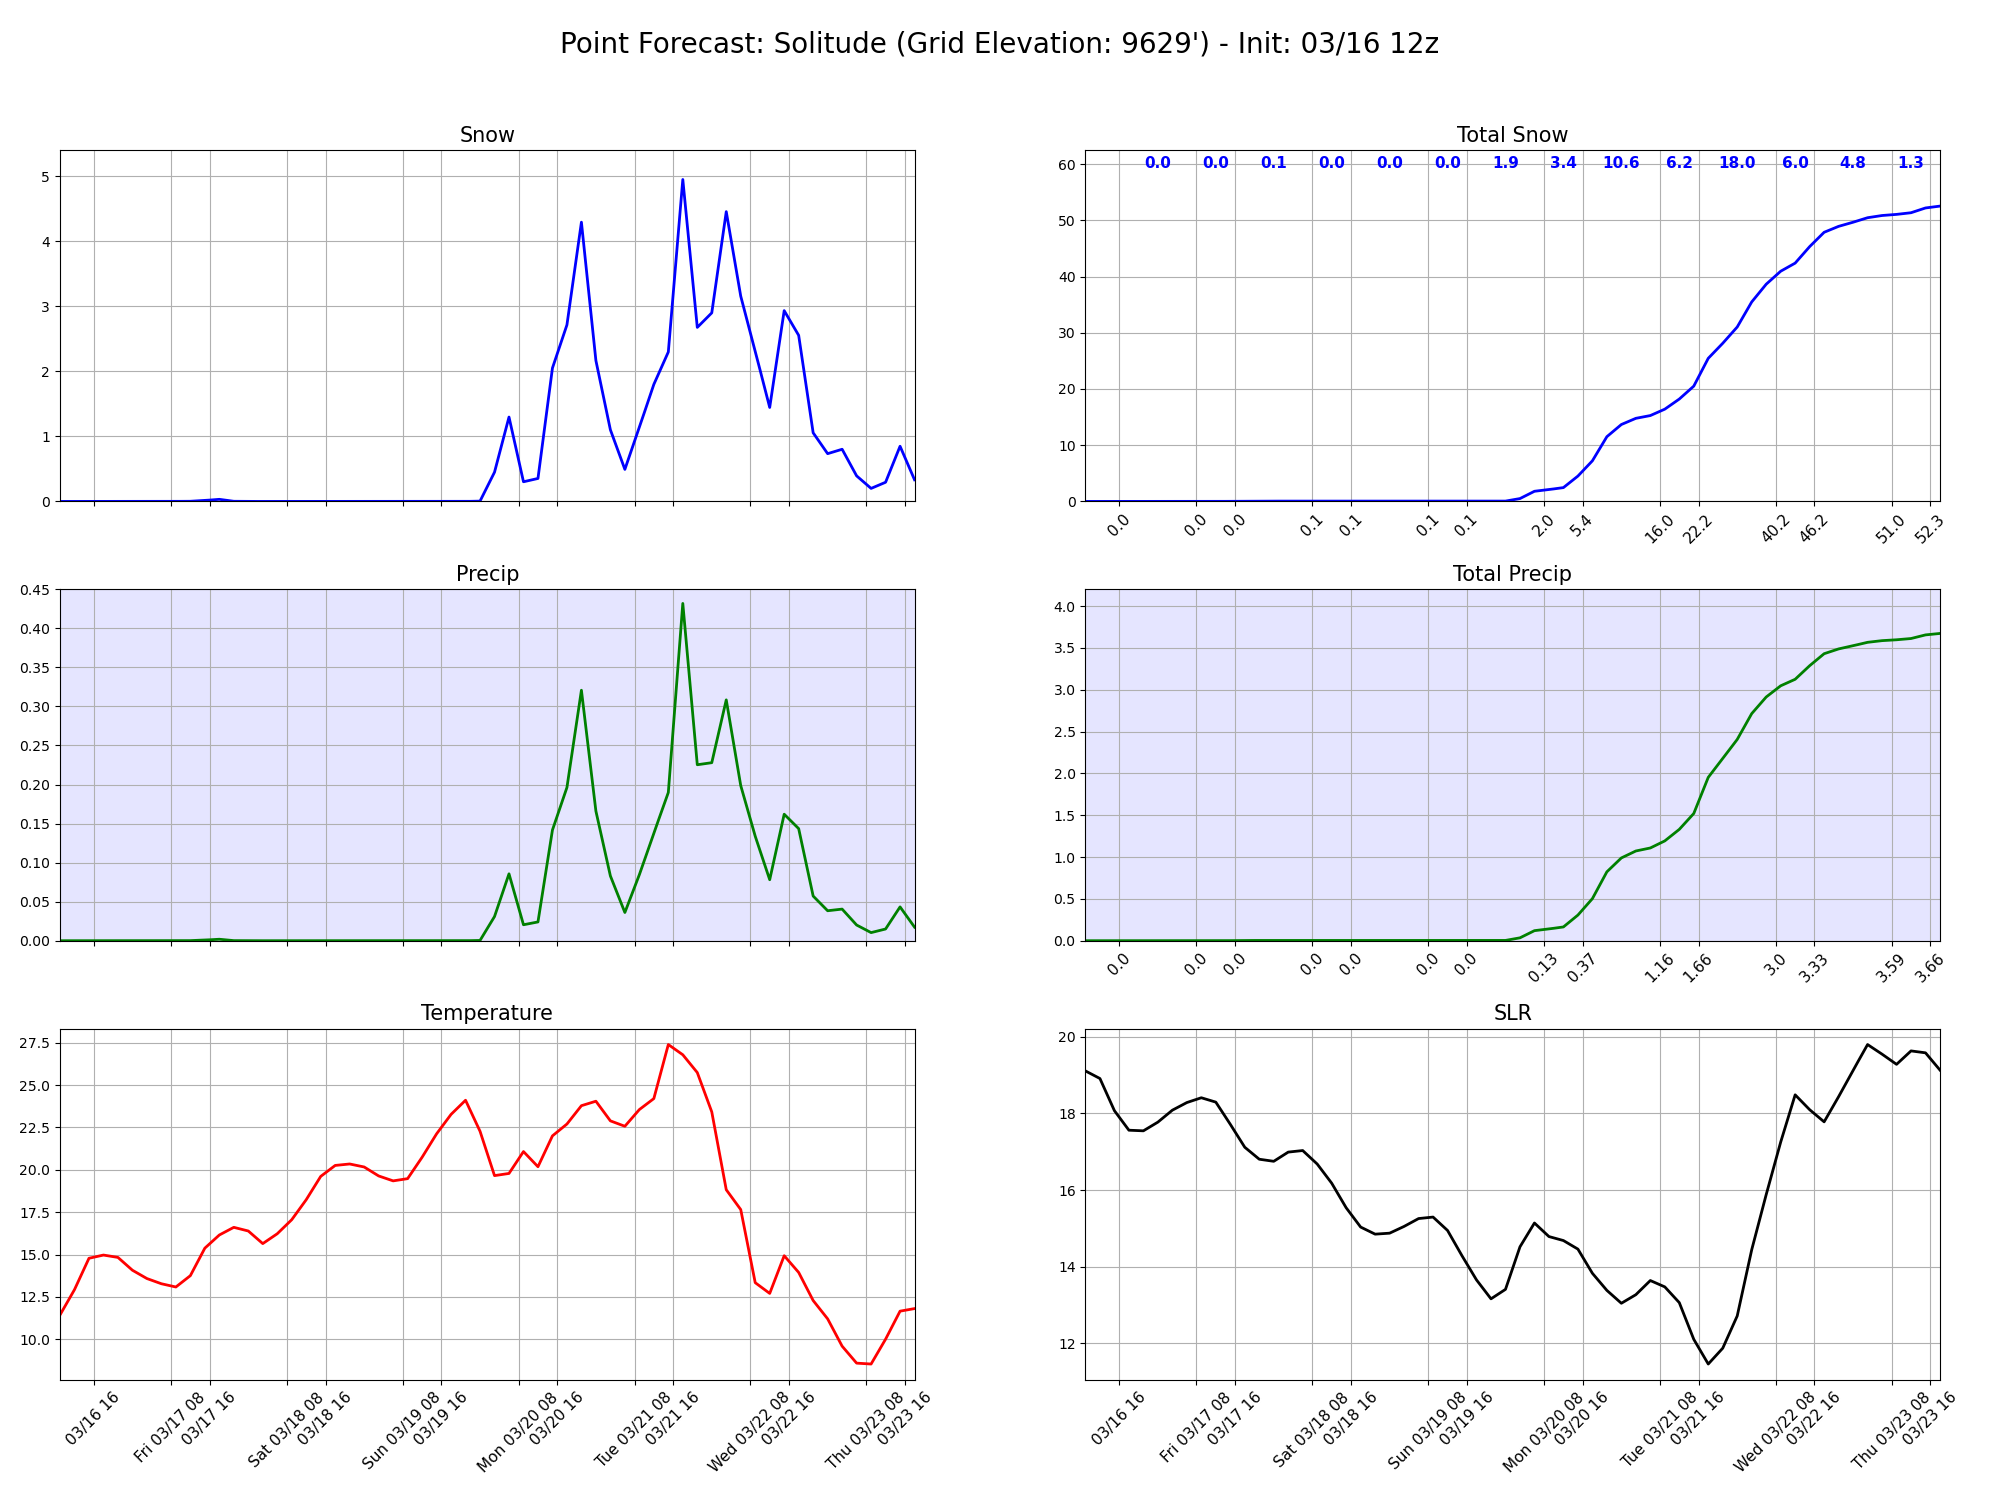 Point Forecast: Solitude (Grid Elevation: 9629') - Init: 03/16 12z
Snow
5
4
3
2
1
0
Total Snow
0.0 0.0 0.1 0.0 0.0 0.0 1.9 3.4 10.6 6.2 18.0 6.0 4.8 1.3
60
50
40
30
20
10
0
0.0 0.0 0.0 0.1 0.1 0.1 0.1 2.0 5.4 16.0 22.2 40.2 46.2 51.0 52.3
Precip
0.45
0.40
0.35
0.30
0.25
0.20
0.15
0.10
0.05
0.00
Total Precip
4.0
3.5
3.0
2.5
2.0
1.5
1.0
0.5
0.0
0.0 0.0 0.0 0.0 0.0 0.0 0.0 0.13 0.37 1.16 1.66 3.0 3.33 3.59 3.66
Temperature
27.5
25.0
22.5
20.0
17.5
15.0
12.5
10.0
03/16 16
Fri 03/17 08
03/17 16
Sat 03/18 08
03/18 16
Sun 03/19 08
03/19 16
Mon 03/20 08
03/20 16
Tue 03/21 08
03/21 16
Wed 03/22 08
03/22 16
Thu 03/23 08
03/23 16
SLR
20
18
16
14
12
03/16 16
Fri 03/17 08
03/17 16
Sat 03/18 08
03/18 16
Sun 03/19 08
03/19 16
Mon 03/20 08
03/20 16
Tue 03/21 08
03/21 16
Wed 03/22 08
03/22 16
Thu 03/23 08
03/23 16